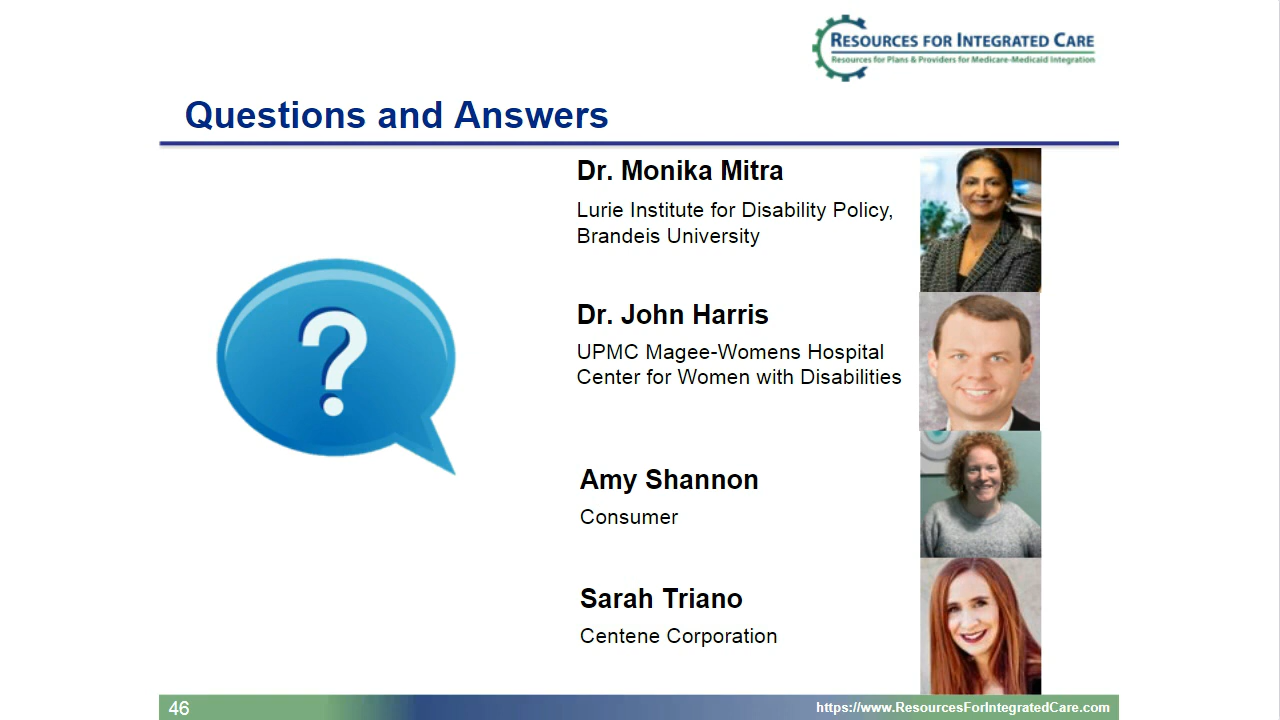 RESOURCES FOR INTEGRATED CARE
Resources for Plans & Providers for Medicare-Medicaid Integration
Questions and Answers
Dr. Monika Mitra
Lurie Institute for Disability Policy,
Brandeis University
?
Dr. John Harris
UPMC Magee-Womens Hospital
Center for Women with Disabilities
Amy Shannon
Consumer
Sarah Triano
Centene Corporation
46
https://www.ResourcesForIntegratedCare.com